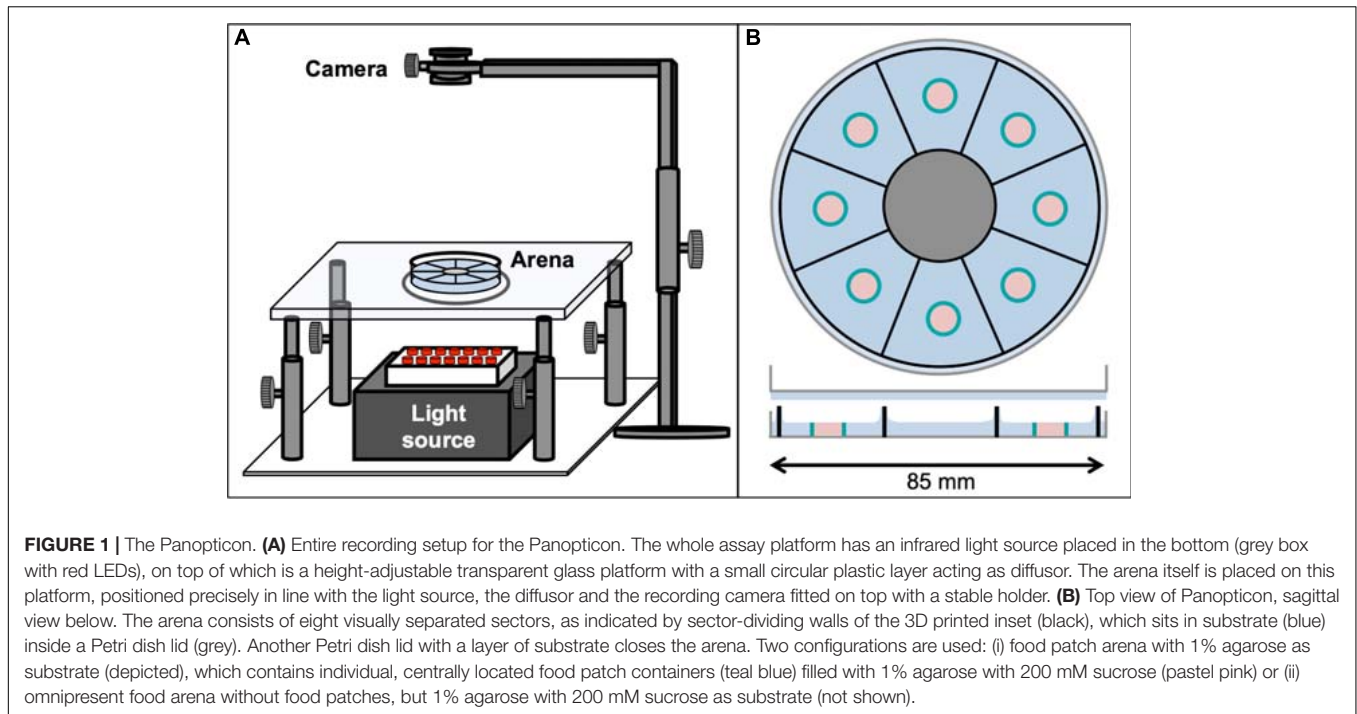 A
Camera
Arena
Light
source
B
85 mm
FIGURE 1 | The Panopticon. (A) Entire recording setup for the Panopticon. The whole assay platform has an infrared light source placed in the bottom (grey box
with red LEDs), on top of which is a height-adjustable transparent glass platform with a small circular plastic layer acting as diffusor. The arena itself is placed on this
platform, positioned precisely in line with the light source, the diffusor and the recording camera fitted on top with a stable holder. (B) Top view of Panopticon, sagittal
view below. The arena consists of eight visually separated sectors, as indicated by sector-dividing walls of the 3D printed inset (black), which sits in substrate (blue)
inside a Petri dish lid (grey). Another Petri dish lid with a layer of substrate closes the arena. Two configurations are used: (i) food patch arena with 1% agarose as
substrate (depicted), which contains individual, centrally located food patch containers (teal blue) filled with 1% agarose with 200 mM sucrose (pastel pink) or (ii)
omnipresent food arena without food patches, but 1% agarose with 200 mM sucrose as substrate (not shown).